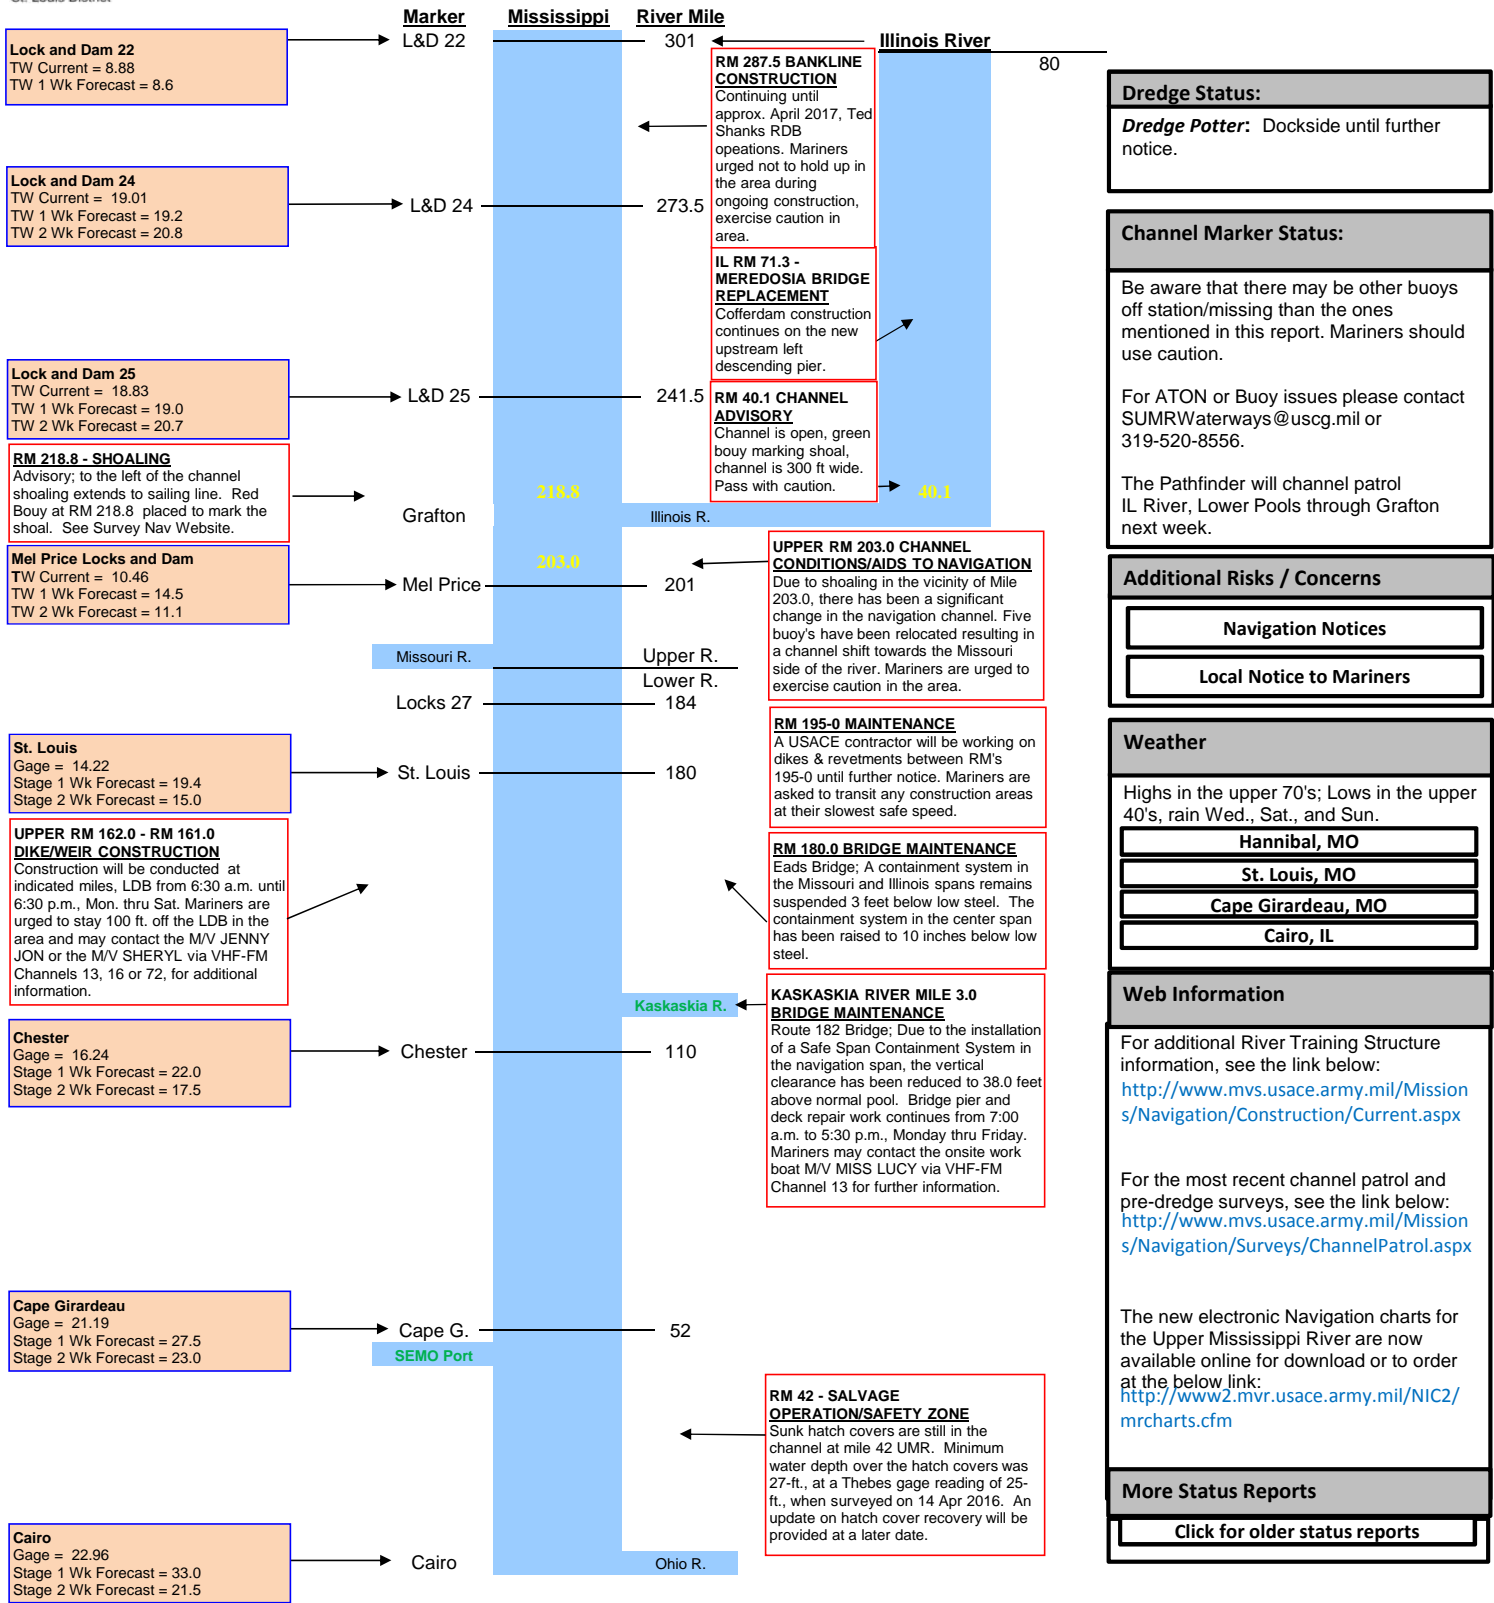 St. Louis District
Marker
Mississippi
River Mile
L&D 22
301
Illinois River
80
Lock and Dam 22
TW Current = 8.88
TW 1 Wk Forecast = 8.6
RM 287.5 BANKLINE
CONSTRUCTION
Continuing until
approx. April 2017, Ted
Shanks RDB
opeations. Mariners
urged not to hold up in
the area during
ongoing construction,
exercise caution in
area.
Lock and Dam 24
TW Current =  19.01
TW 1 Wk Forecast = 19.2
TW 2 Wk Forecast = 20.8
L&D 24
273.5
IL RM 71.3 -
MEREDOSIA BRIDGE
REPLACEMENT
Cofferdam construction
continues on the new
upstream left
descending pier.
Lock and Dam 25
TW Current =  18.83
TW 1 Wk Forecast = 19.0
TW 2 Wk Forecast = 20.7
L&D 25
241.5
RM 40.1 CHANNEL
ADVISORY
Channel is open, green
bouy marking shoal,
channel is 300 ft wide.
Pass with caution.
RM 218.8 - SHOALING
Advisory; to the left of the channel
shoaling extends to sailing line.  Red
Bouy at RM 218.8  placed to mark the
shoal.  See Survey Nav Website.
218.8
40.1
Grafton
Illinois R.
Mel Price Locks and Dam
TW Current =  10.46
TW 1 Wk Forecast = 14.5
TW 2 Wk Forecast = 11.1
203.0
Mel Price
201
UPPER RM 203.0 CHANNEL
CONDITIONS/AIDS TO NAVIGATION
Due to shoaling in the vicinity of Mile
203.0, there has been a significant
change in the navigation channel. Five
buoy's have been relocated resulting in
a channel shift towards the Missouri
side of the river. Mariners are urged to
exercise caution in the area.
Missouri R.
Upper R.
Lower R.
Locks 27
184
RM 195-0 MAINTENANCE
A USACE contractor will be working on
dikes & revetments between RM's
195-0 until further notice. Mariners are
asked to transit any construction areas
at their slowest safe speed.
St. Louis
Gage =  14.22
Stage 1 Wk Forecast = 19.4
Stage 2 Wk Forecast = 15.0
St. Louis
180
UPPER RM 162.0 - RM 161.0
DIKE/WEIR CONSTRUCTION
Construction will be conducted  at
indicated miles, LDB from 6:30 a.m. until
6:30 p.m., Mon. thru Sat. Mariners are
urged to stay 100 ft. off the LDB in the
area and may contact the M/V JENNY
JON or the M/V SHERYL via VHF-FM
Channels 13, 16 or 72, for additional
information.
RM 180.0 BRIDGE MAINTENANCE
Eads Bridge; A containment system in
the Missouri and Illinois spans remains
suspended 3 feet below low steel.  The
containment system in the center span
has been raised to 10 inches below low
steel.
Kaskaskia R.
KASKASKIA RIVER MILE 3.0
BRIDGE MAINTENANCE
Route 182 Bridge; Due to the installation
of a Safe Span Containment System in
the navigation span, the vertical
clearance has been reduced to 38.0 feet
above normal pool.  Bridge pier and
deck repair work continues from 7:00
a.m. to 5:30 p.m., Monday thru Friday.
Mariners may contact the onsite work
boat M/V MISS LUCY via VHF-FM
Channel 13 for further information.
Chester
Gage =  16.24
Stage 1 Wk Forecast = 22.0
Stage 2 Wk Forecast = 17.5
Chester
110
Cape Girardeau
Gage =  21.19
Stage 1 Wk Forecast = 27.5
Stage 2 Wk Forecast = 23.0
Cape G.
52
SEMO Port
RM 42 - SALVAGE
OPERATION/SAFETY ZONE
Sunk hatch covers are still in the
channel at mile 42 UMR.  Minimum
water depth over the hatch covers was
27-ft., at a Thebes gage reading of 25-
ft., when surveyed on 14 Apr 2016.  An
update on hatch cover recovery will be
provided at a later date.
Cairo
Gage =  22.96
Stage 1 Wk Forecast = 33.0
Stage 2 Wk Forecast = 21.5
Cairo
Ohio R.
Dredge Status:
Dredge Potter:  Dockside until further
notice.
Channel Marker Status:
Be aware that there may be other buoys
off station/missing than the ones
mentioned in this report. Mariners should
use caution.
For ATON or Buoy issues please contact
SUMRWaterways@uscg.mil or
319-520-8556.
The Pathfinder will channel patrol
IL River, Lower Pools through Grafton
next week.
Additional Risks / Concerns
Navigation Notices
Local Notice to Mariners
Weather
Highs in the upper 70's; Lows in the upper
40's, rain Wed., Sat., and Sun.
Hannibal, MO
St. Louis, MO
Cape Girardeau, MO
Cairo, IL
Web Information
For additional River Training Structure
information, see the link below:
http://www.mvs.usace.army.mil/Mission
s/Navigation/Construction/Current.aspx
For the most recent channel patrol and
pre-dredge surveys, see the link below:
http://www.mvs.usace.army.mil/Mission
s/Navigation/Surveys/ChannelPatrol.aspx
The new electronic Navigation charts for
the Upper Mississippi River are now
available online for download or to order
at the below link:
http://www2.mvr.usace.army.mil/NIC2/
mrcharts.cfm
More Status Reports
Click for older status reports